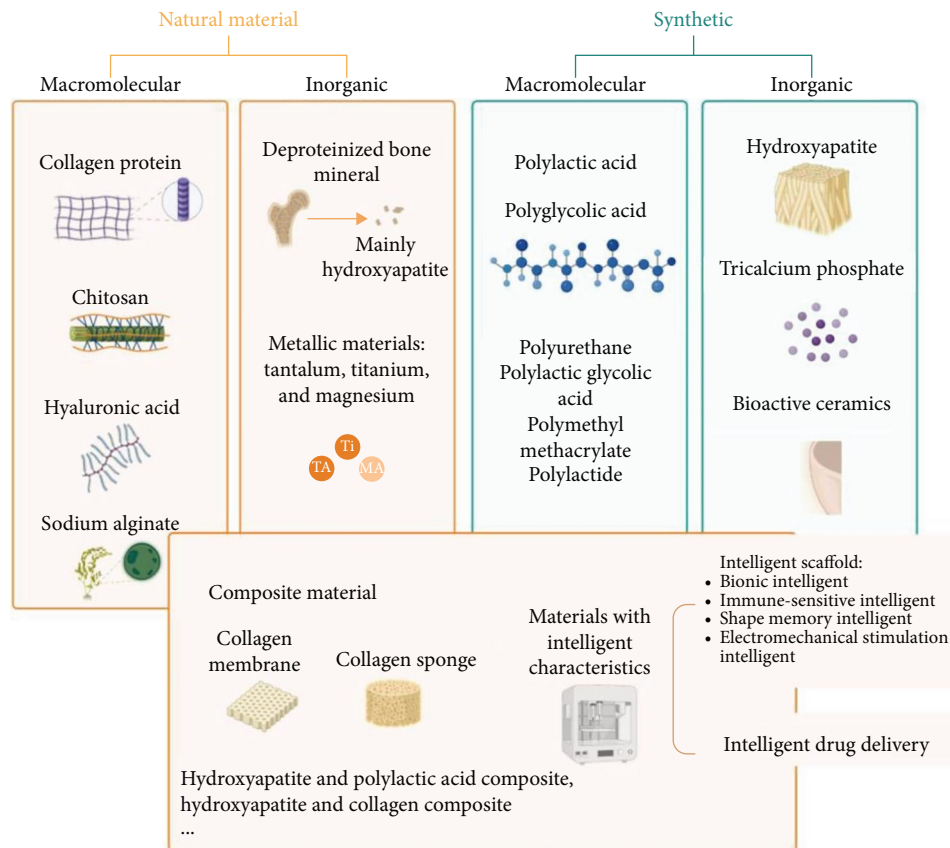 Natural material
Synthetic
Macromolecular
Inorganic
Macromolecular
Inorganic
Collagen protein
Chitosan
Hyaluronic acid
Sodium alginate
Deproteinized bone
mineral
Mainly
hydroxyapatite
Metallic materials:
tantalum, titanium,
and magnesium
Ti
TA
MA
Polylactic acid
Polyglycolic acid
Polyurethane
Polylactic glycolic
acid
Polymethyl
methacrylate
Polylactide
Hydroxyapatite
Tricalcium phosphate
Bioactive ceramics
Composite material
Collagen
membrane
Collagen sponge
Hydroxyapatite and polylactic acid composite,
hydroxyapatite and collagen composite
...
Materials with
intelligent
characteristics
Intelligent scaffold:
• Bionic intelligent
• Immune-sensitive intelligent
• Shape memory intelligent
• Electromechanical stimulation
intelligent
Intelligent drug delivery